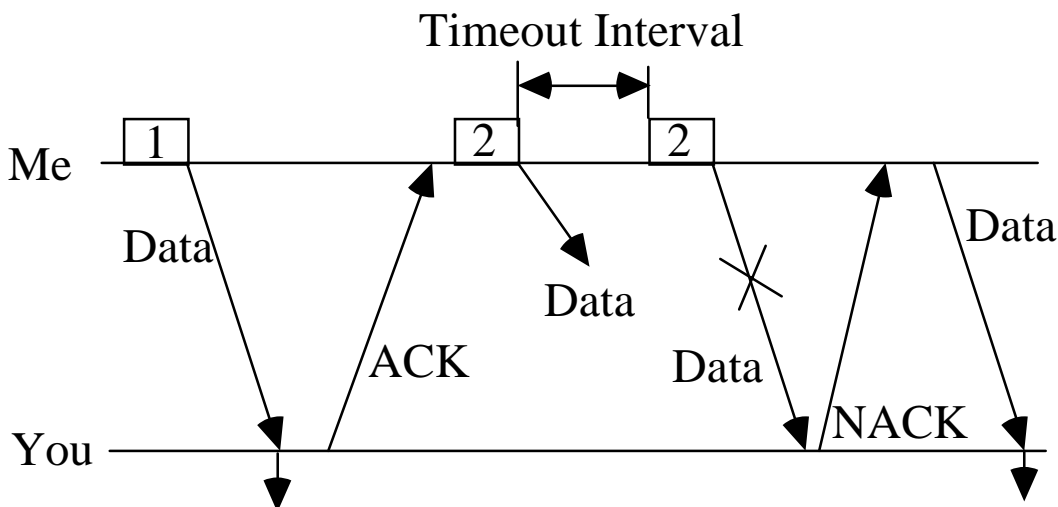 Timeout Interval
1
2
2
Me
Data
Data
Data
ACK
Data
NACK
You